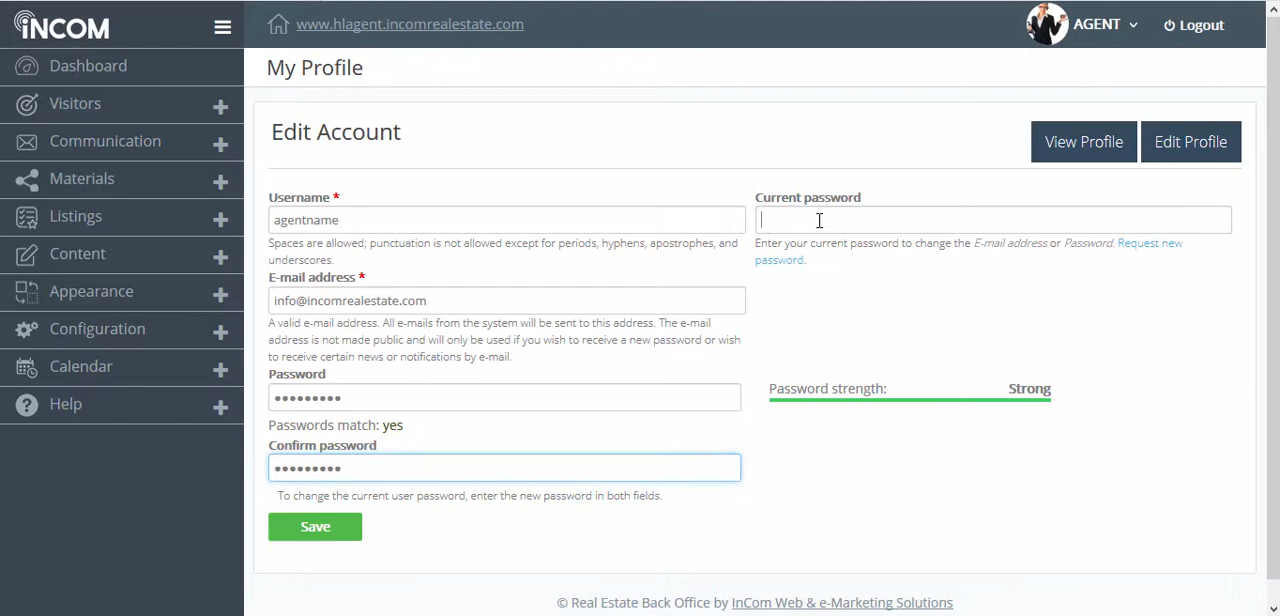 INCOM
www.hlagent.incomrealestate.com
AGENT
Logout
Dashboard
Visitors
Communication
Materials
Listings
Content
Appearance
Configuration
Calendar
Help
My Profile
Edit Account
View Profile
Edit Profile
Username *
agentname
Spaces are allowed; punctuation is not allowed except for periods, hyphens, apostrophes, and
underscores.
Current password
Enter your current password to change the E-mail address or Password. Request new
password.
E-mail address *
info@incomrealestate.com
A valid e-mail address. All e-mails from the system will be sent to this address. The e-mail
address is not made public and will only be used if you wish to receive a new password or wish
to receive certain news or notifications by e-mail.
Password
•••••••••
Password strength: Strong
Passwords match: yes
Confirm password
•••••••••
To change the current user password, enter the new password in both fields.
Save
© Real Estate Back Office by InCom Web & e-Marketing Solutions